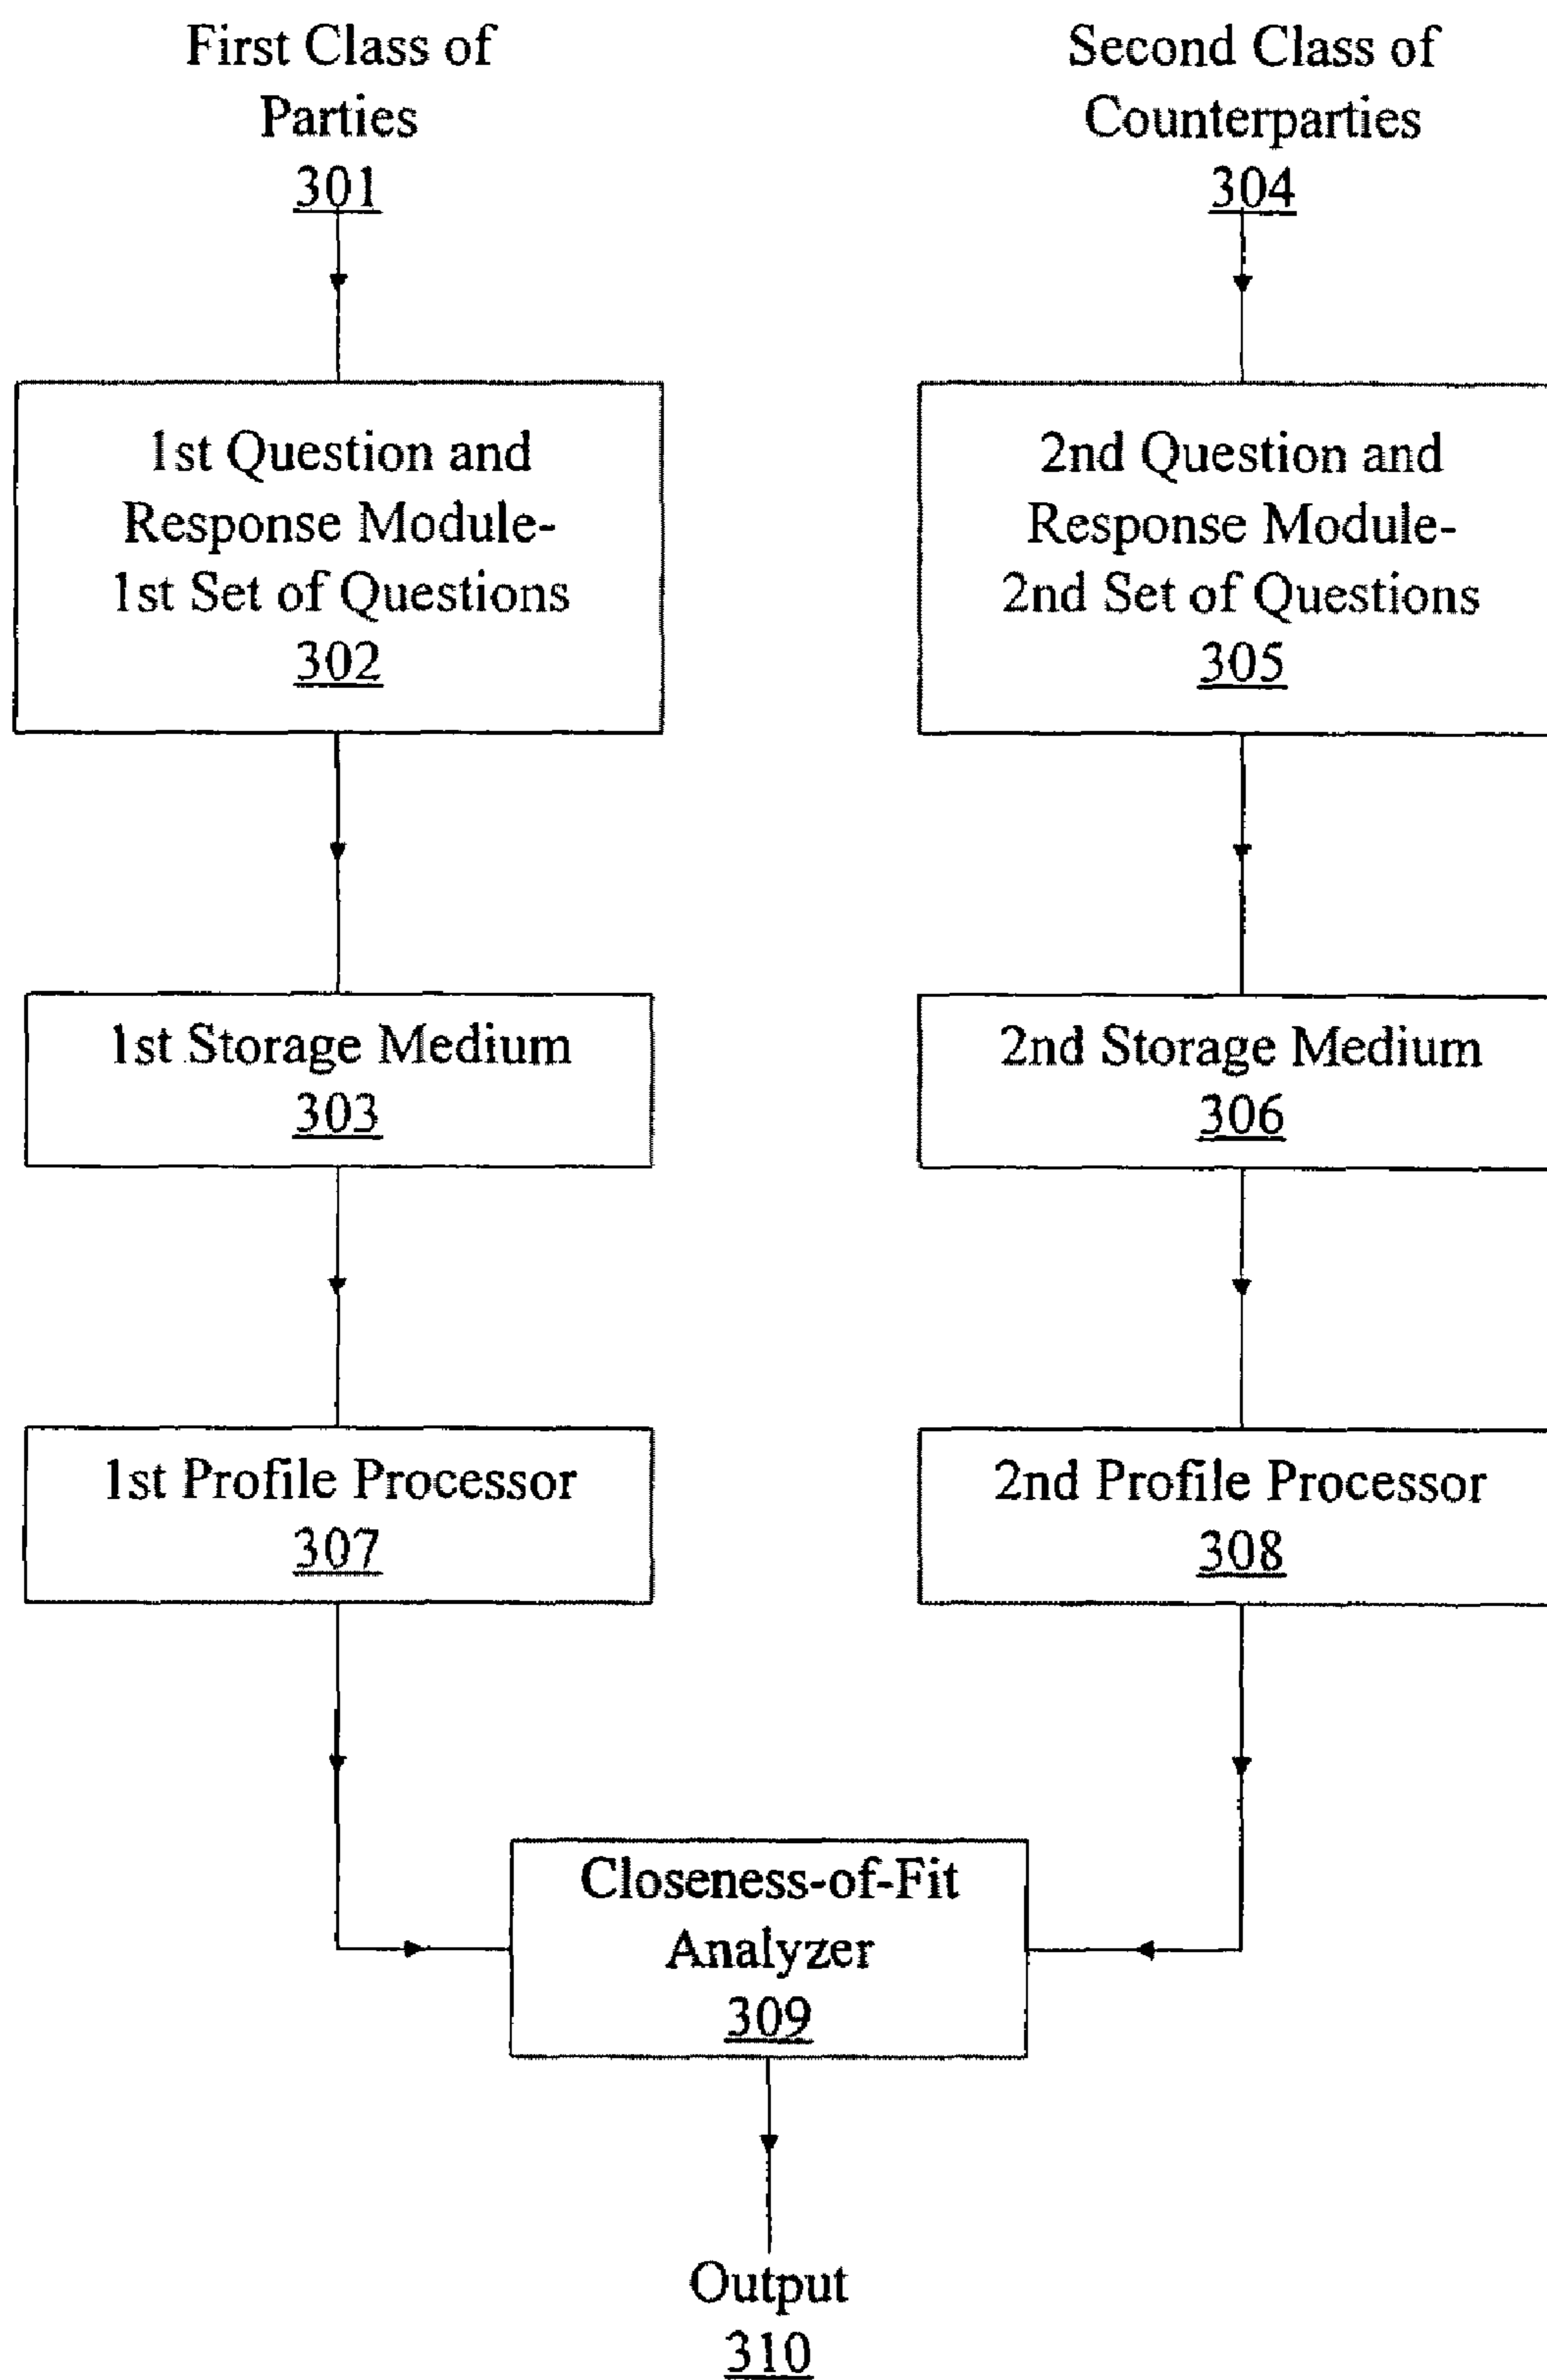 First Class of
Parties
301
Second Class of
Counterparties
304
1st Question and
Response Module-
1st Set of Questions
302
2nd Question and
Response Module-
2nd Set of Questions
305
1st Storage Medium
303
2nd Storage Medium
306
1st Profile Processor
307
2nd Profile Processor
308
Closeness-of-Fit
Analyzer
309
Output
310